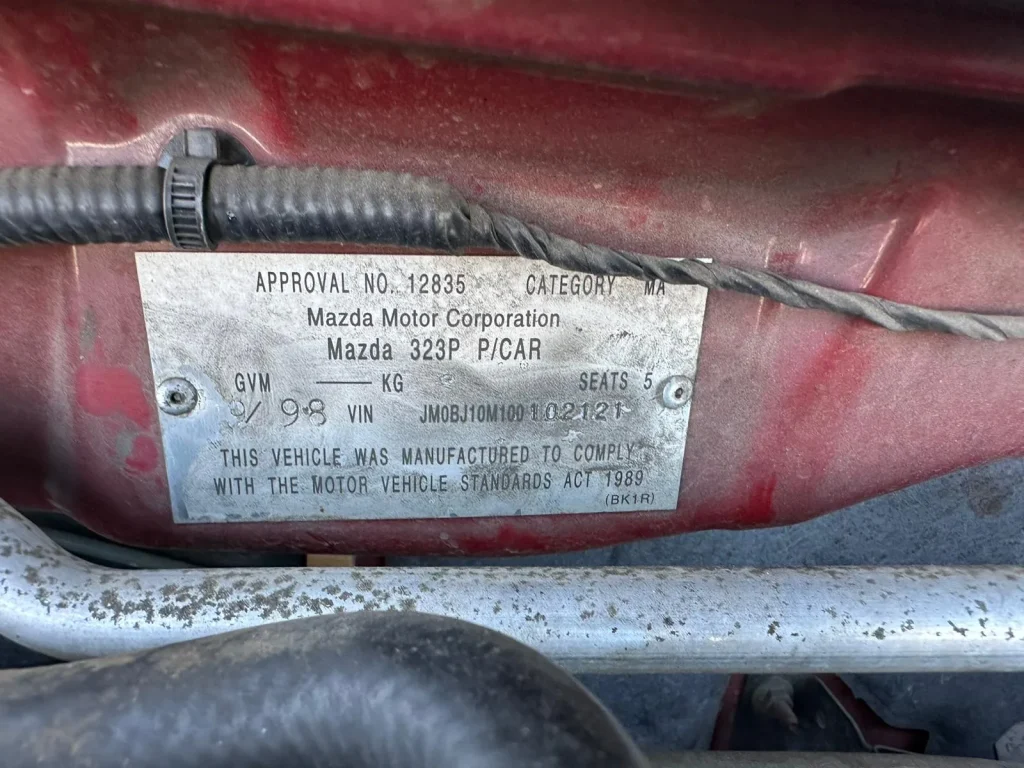 APPROVAL NO. 12835 CATEGORY MA
Mazda Motor Corporation
Mazda 323P P/CAR
GVM —— KG SEATS 5
9/98 VIN JM0BJ10M100102121
THIS VEHICLE WAS MANUFACTURED TO COMPLY
WITH THE MOTOR VEHICLE STANDARDS ACT 1989
(BK1R)